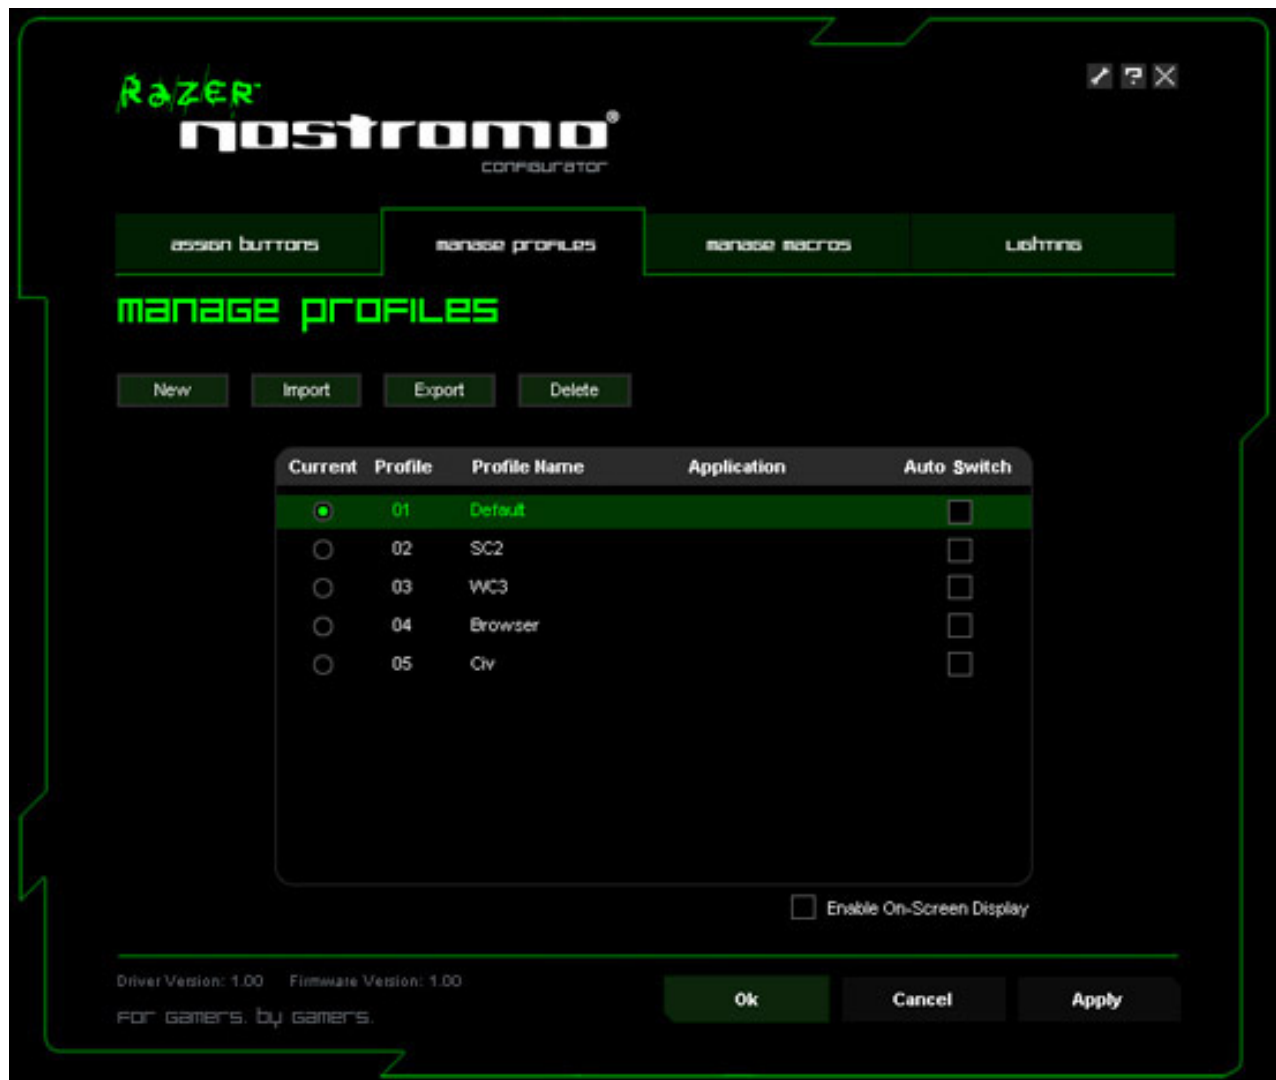 RAZER™
nostromo®
configurator
assign buttons manage profiles manage macros Lighting
manage profiles
New Import Export Delete
Current Profile Profile Name Application Auto Switch
01 Default
02 SC2
03 WC3
04 Browser
05 Civ
Enable On-Screen Display
Driver Version: 1.00 Firmware Version: 1.00
For Gamers. by Gamers.
Ok Cancel Apply